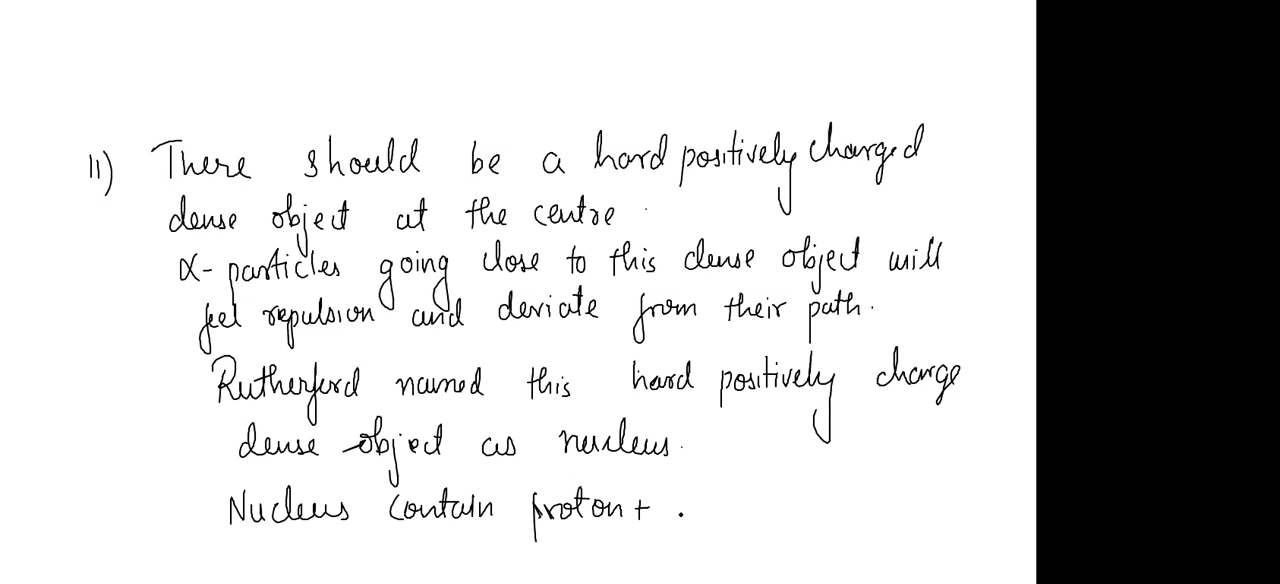 11) There should be a hard positively charged
dense object at the centre.
α- particles going close to this dense object will
feel repulsion and deviate from their path.
Rutherford named this hard positively charge
dense object as nucleus.
Nucleus contain proton + .